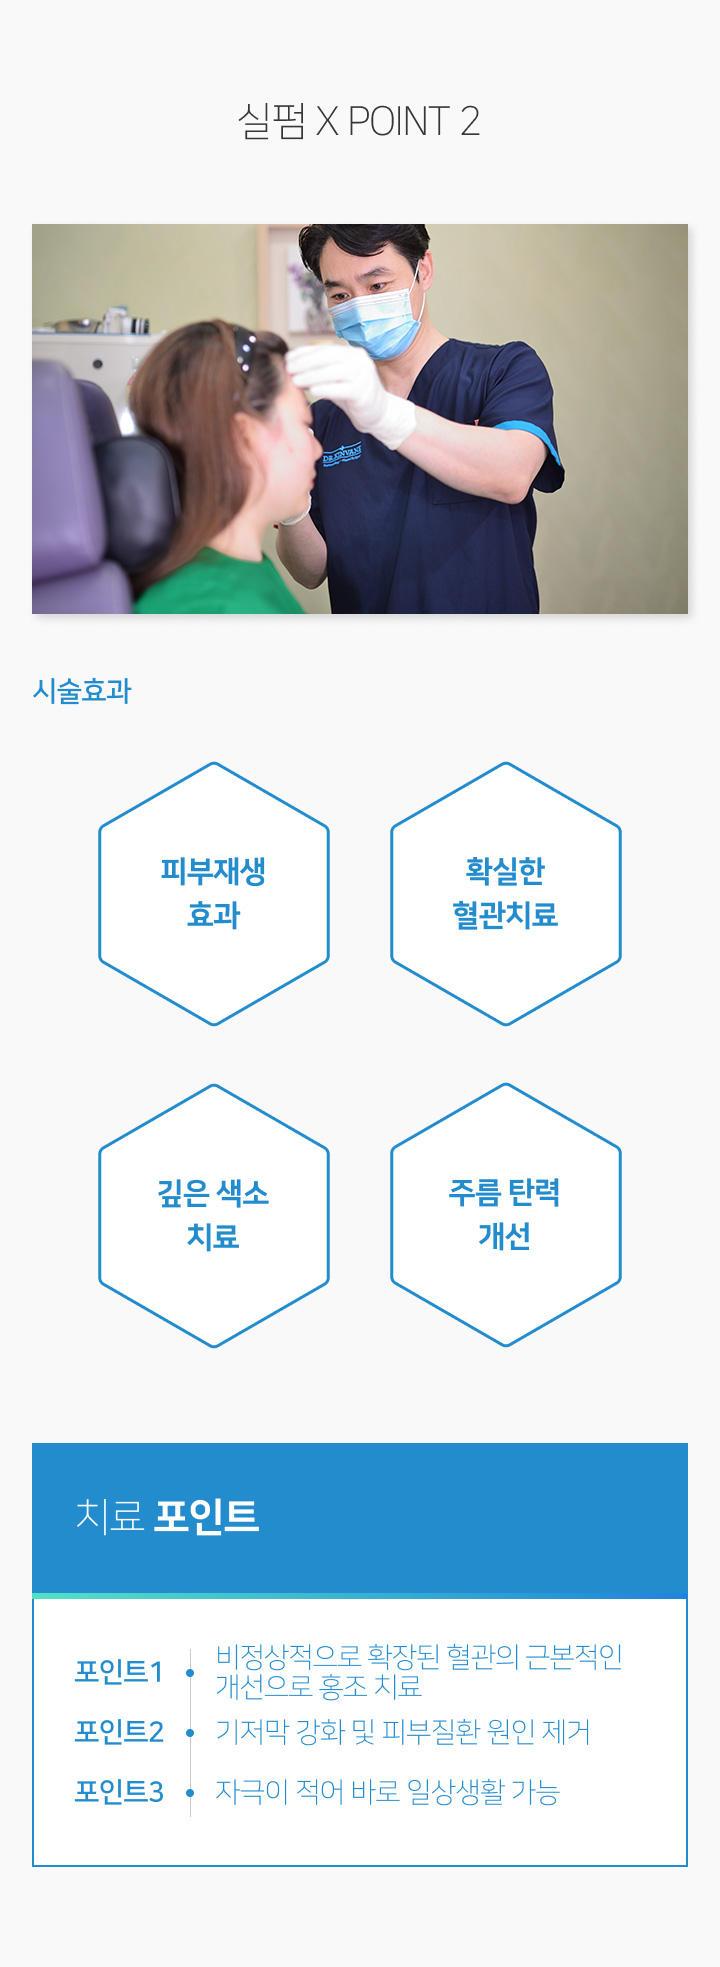 실펌 X POINT 2
시술효과
피부재생
효과
확실한
혈관치료
깊은 색소
치료
주름 탄력
개선
치료 포인트
포인트1
비정상적으로 확장된 혈관의 근본적인
개선으로 홍조 치료
포인트2
기저막 강화 및 피부질환 원인 제거
포인트3
자극이 적어 바로 일상생활 가능